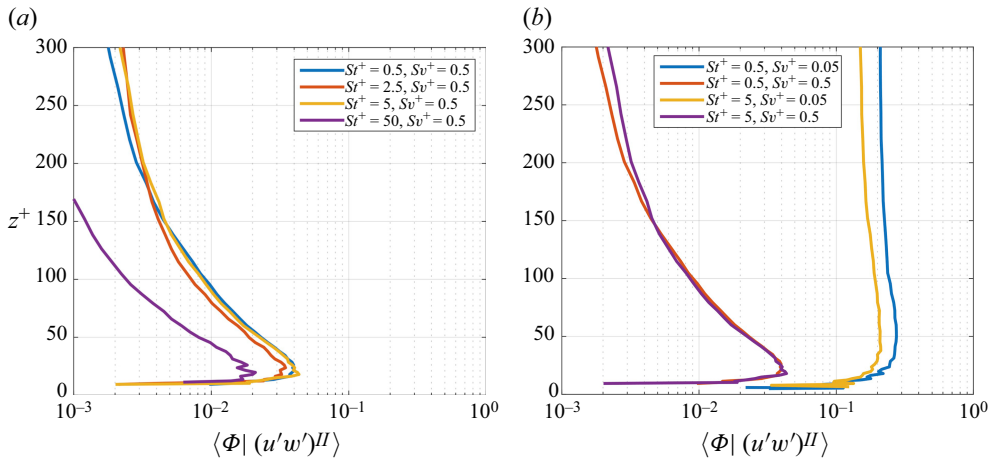 (a)
300
250
200
150
100
50
0
z⁺
10⁻³ 10⁻² 10⁻¹ 10⁰
⟨Φ| (u′w′)ᴵᴵ⟩
St⁺ = 0.5, Sv⁺ = 0.5
St⁺ = 2.5, Sv⁺ = 0.5
St⁺ = 5, Sv⁺ = 0.5
St⁺ = 50, Sv⁺ = 0.5
(b)
300
250
200
150
100
50
0
10⁻³ 10⁻² 10⁻¹ 10⁰
⟨Φ| (u′w′)ᴵᴵ⟩
St⁺ = 0.5, Sv⁺ = 0.05
St⁺ = 0.5, Sv⁺ = 0.5
St⁺ = 5, Sv⁺ = 0.05
St⁺ = 5, Sv⁺ = 0.5